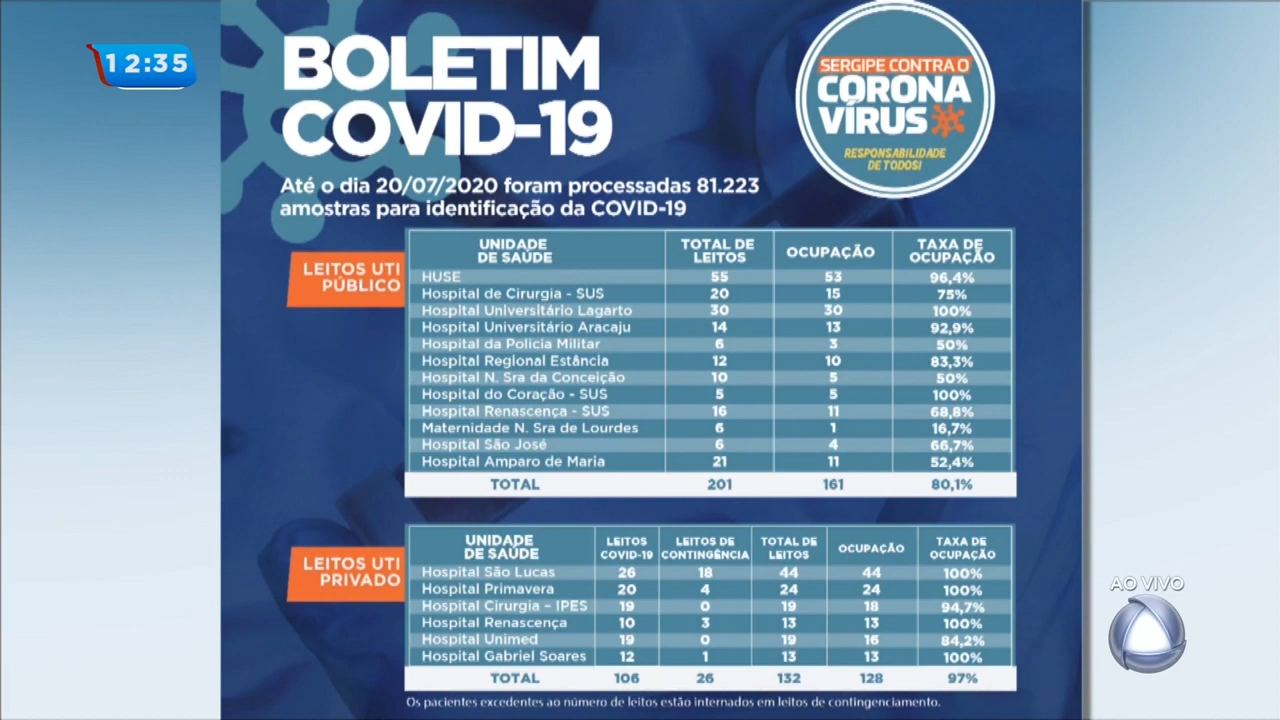 12:35
BOLETIM
COVID-19
SERGIPE CONTRA O
CORONA
VÍRUS
RESPONSABILIDADE
DE TODOS!
Até o dia 20/07/2020 foram processadas 81.223
amostras para identificação da COVID-19
LEITOS UTI
PÚBLICO
UNIDADE DE SAÚDE TOTAL DE LEITOS OCUPAÇÃO TAXA DE OCUPAÇÃO
HUSE 55 53 96,4%
Hospital de Cirurgia - SUS 20 15 75%
Hospital Universitário Lagarto 30 30 100%
Hospital Universitário Aracaju 14 13 92,9%
Hospital da Policia Militar 6 3 50%
Hospital Regional Estância 12 10 83,3%
Hospital N. Sra da Conceição 10 5 50%
Hospital do Coração - SUS 5 5 100%
Hospital Renascença - SUS 16 11 68,8%
Maternidade N. Sra de Lourdes 6 1 16,7%
Hospital São José 6 4 66,7%
Hospital Amparo de Maria 21 11 52,4%
TOTAL 201 161 80,1%
LEITOS UTI
PRIVADO
UNIDADE DE SAÚDE LEITOS COVID-19 LEITOS DE CONTINGÊNCIA TOTAL DE LEITOS OCUPAÇÃO TAXA DE OCUPAÇÃO
Hospital São Lucas 26 18 44 44 100%
Hospital Primavera 20 4 24 24 100%
Hospital Cirurgia – IPES 19 0 19 18 94,7%
Hospital Renascença 10 3 13 13 100%
Hospital Unimed 19 0 19 16 84,2%
Hospital Gabriel Soares 12 1 13 13 100%
TOTAL 106 26 132 128 97%
Os pacientes excedentes ao número de leitos estão internados em leitos de contingenciamento.
AO VIVO